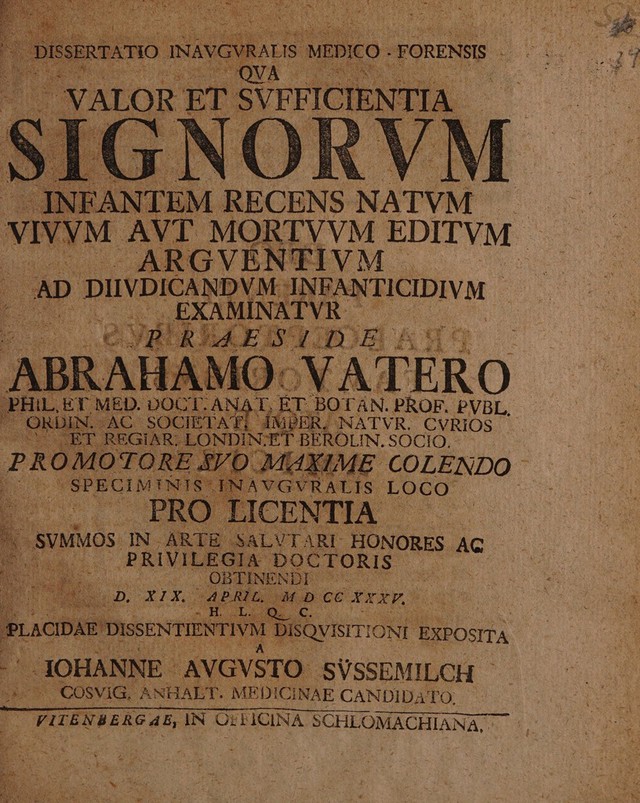 DISSERTATIO INAVGVRALIS MEDICO - FORENSIS
QVA
VALOR ET SVFFICIENTIA
SIGNORVM
INFANTEM RECENS NATVM
VIVVM AVT MORTVVM EDITVM
ARGVENTIVM
AD DIIVDICANDVM INFANTICIDIVM
EXAMINATVR
PRAESIDE
ABRAHAMO VATERO
PHIL. ET MED. DOCT. ANAT. ET BOTAN. PROF. PVBL.
ORDIN. AC SOCIETAT. IMPER. NATVR. CVRIOS
ET REGIAR. LONDIN. ET BEROLIN. SOCIO.
PROMOTORE SVO MAXIME COLENDO
SPECIMINIS INAVGVRALIS LOCO
PRO LICENTIA
SVMMOS IN ARTE SALVTARI HONORES AC
PRIVILEGIA DOCTORIS
OBTINENDI
D. XIX. APRIL. MDCCXXXV.
H. L. Q. C.
PLACIDAE DISSENTIENTIVM DISQVISITIONI EXPOSITA
A
IOHANNE AVGVSTO SÜSSEMILCH
COSVIG. ANHALT. MEDICINAE CANDIDATO.
VITENBERGAE, IN OFFICINA SCHLOMACHIANA.